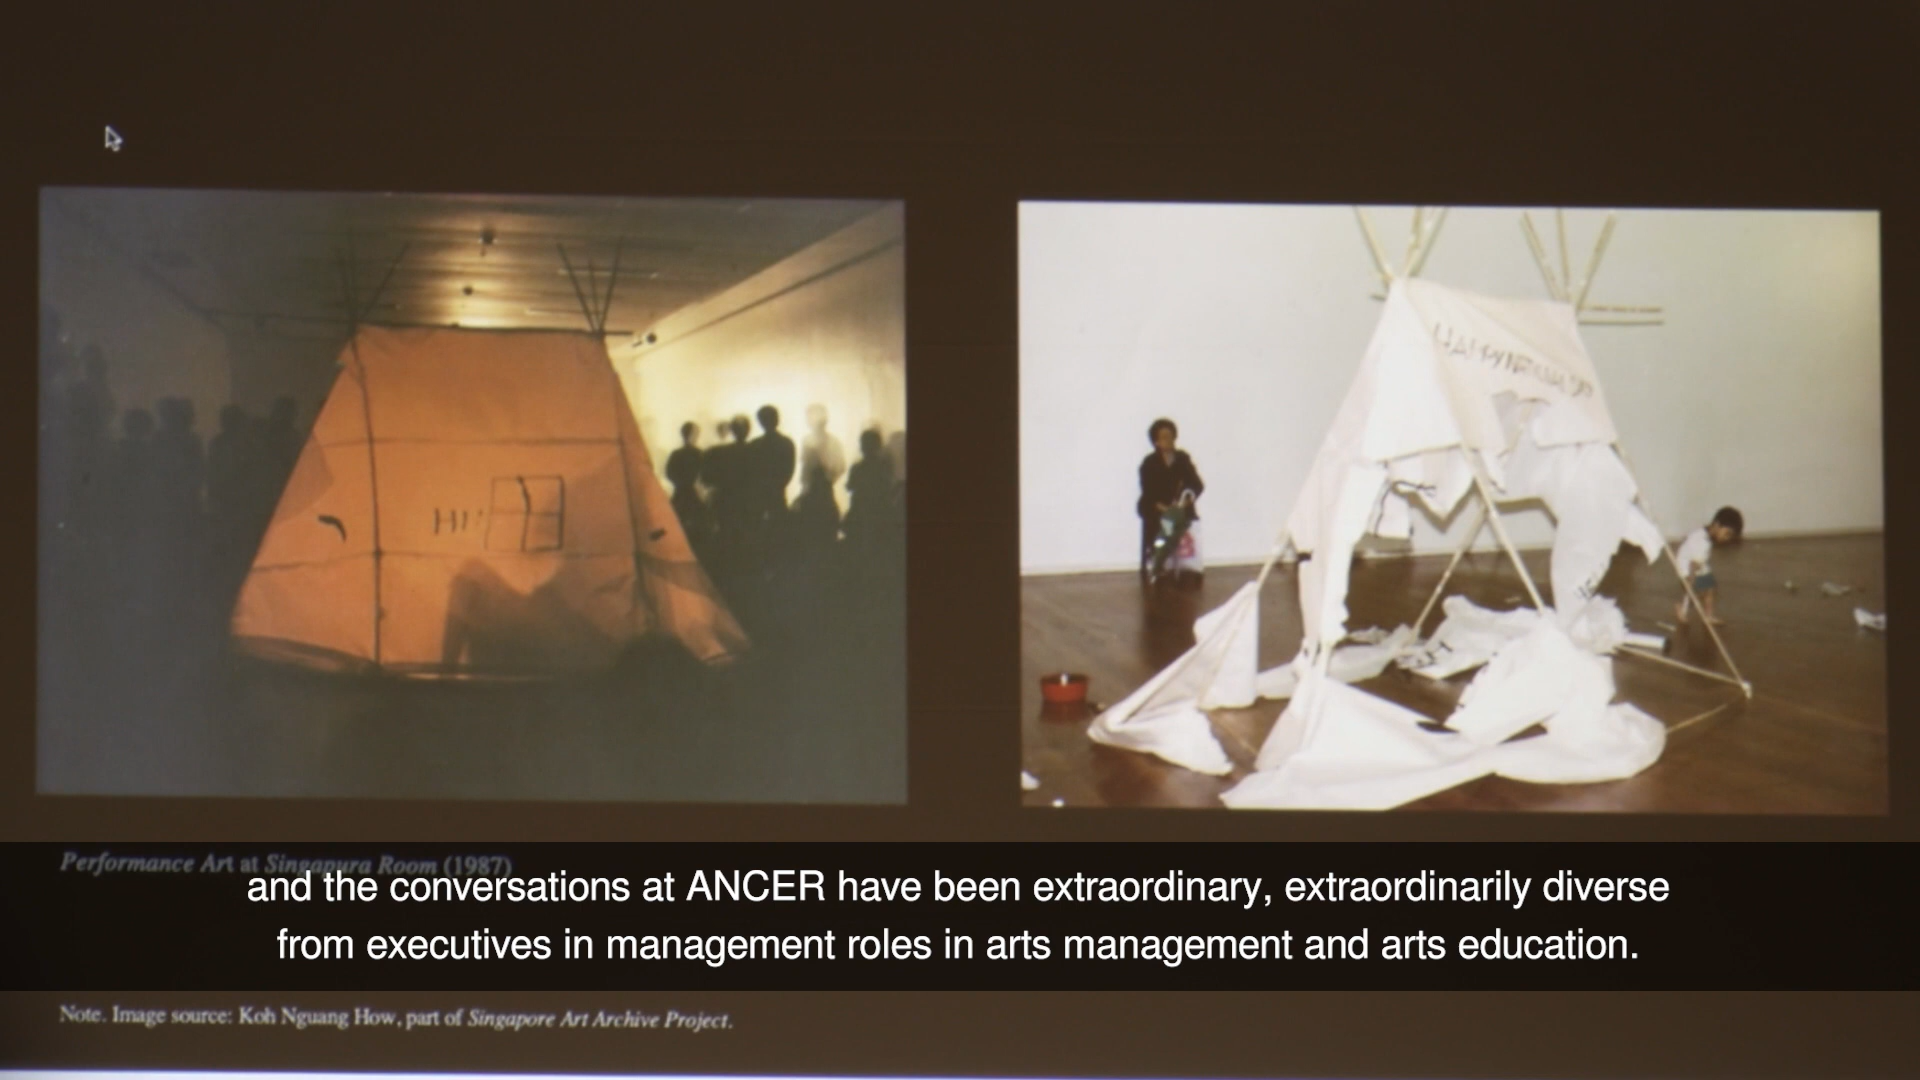 HAPPY
HI!
Performance Art at Singapura Room (1987)
and the conversations at ANCER have been extraordinary, extraordinarily diverse
from executives in management roles in arts management and arts education.
Note. Image source: Koh Nguang How, part of Singapore Art Archive Project.